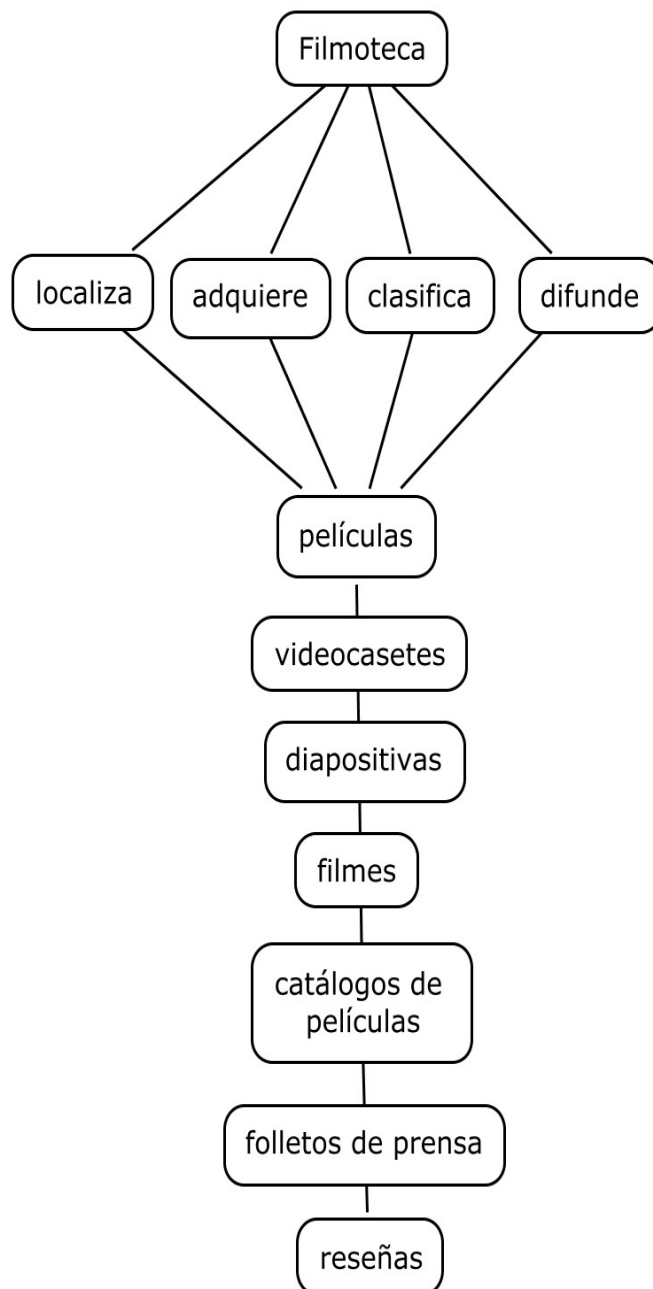 Filmoteca
localiza
adquiere
clasifica
difunde
películas
videocasetes
diapositivas
filmes
catálogos de
películas
folletos de prensa
reseñas